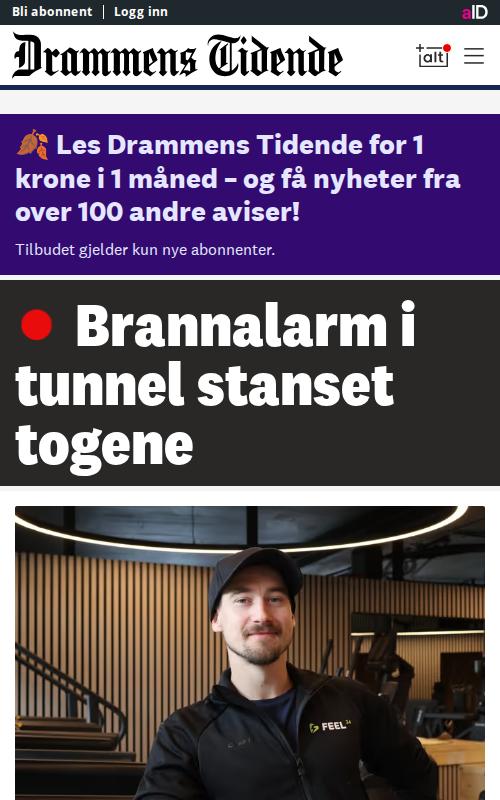 Bli abonnent Logg inn aID
Drammens Tidende +alt
🍂 Les Drammens Tidende for 1
krone i 1 måned – og få nyheter fra
over 100 andre aviser!
Tilbudet gjelder kun nye abonnenter.
Brannalarm i
tunnel stanset
togene
FEEL24